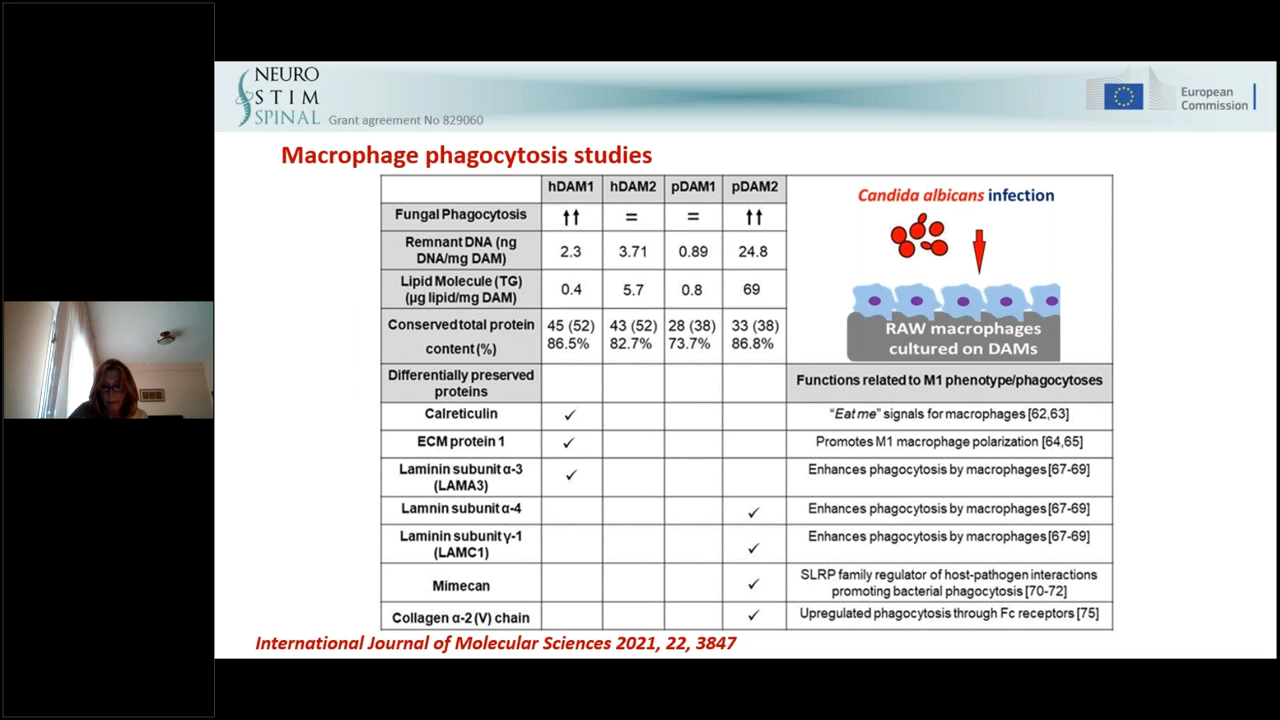 NEURO
STIM
SPINAL
Grant agreement No 829060
European
Commission
Macrophage phagocytosis studies
hDAM1 hDAM2 pDAM1 pDAM2
Fungal Phagocytosis ↑↑ = = ↑↑
Remnant DNA (ng
DNA/mg DAM) 2.3 3.71 0.89 24.8
Lipid Molecule (TG)
(µg lipid/mg DAM) 0.4 5.7 0.8 69
Conserved total protein 45 (52) 43 (52) 28 (38) 33 (38)
content (%) 86.5% 82.7% 73.7% 86.8%
Candida albicans infection
RAW macrophages
cultured on DAMs
Differentially preserved
proteins
Functions related to M1 phenotype/phagocytoses
Calreticulin ✓ "Eat me" signals for macrophages [62,63]
ECM protein 1 ✓ Promotes M1 macrophage polarization [64,65]
Laminin subunit α-3
(LAMA3) ✓ Enhances phagocytosis by macrophages [67-69]
Lamnin subunit α-4 ✓ Enhances phagocytosis by macrophages [67-69]
Laminin subunit γ-1
(LAMC1) ✓ Enhances phagocytosis by macrophages [67-69]
Mimecan ✓ SLRP family regulator of host-pathogen interactions
promoting bacterial phagocytosis [70-72]
Collagen α-2 (V) chain ✓ Upregulated phagocytosis through Fc receptors [75]
International Journal of Molecular Sciences 2021, 22, 3847